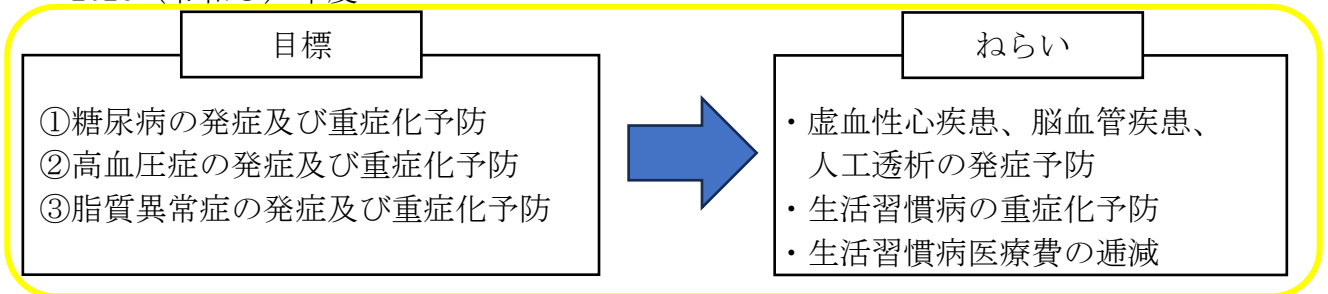 目標
①糖尿病の発症及び重症化予防
②高血圧症の発症及び重症化予防
③脂質異常症の発症及び重症化予防
ねらい
・虚血性心疾患、脳血管疾患、
人工透析の発症予防
・生活習慣病の重症化予防
・生活習慣病医療費の逓減